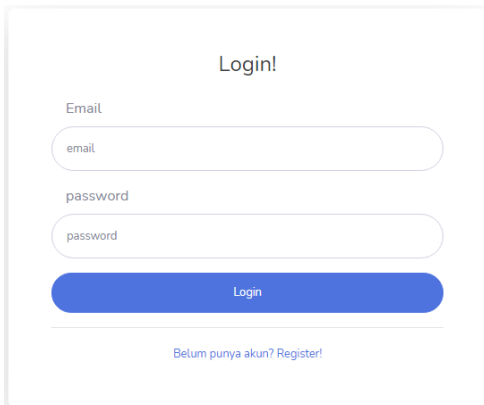 Login!
Email
email
password
password
Login
Belum punya akun? Register!